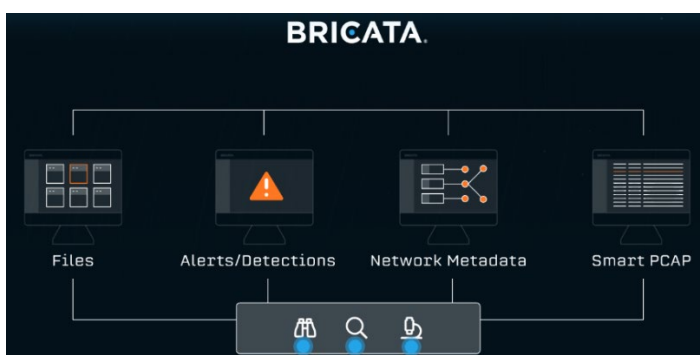 BRICATA.
Files
Alerts/Detections
Network Metadata
Smart PCAP